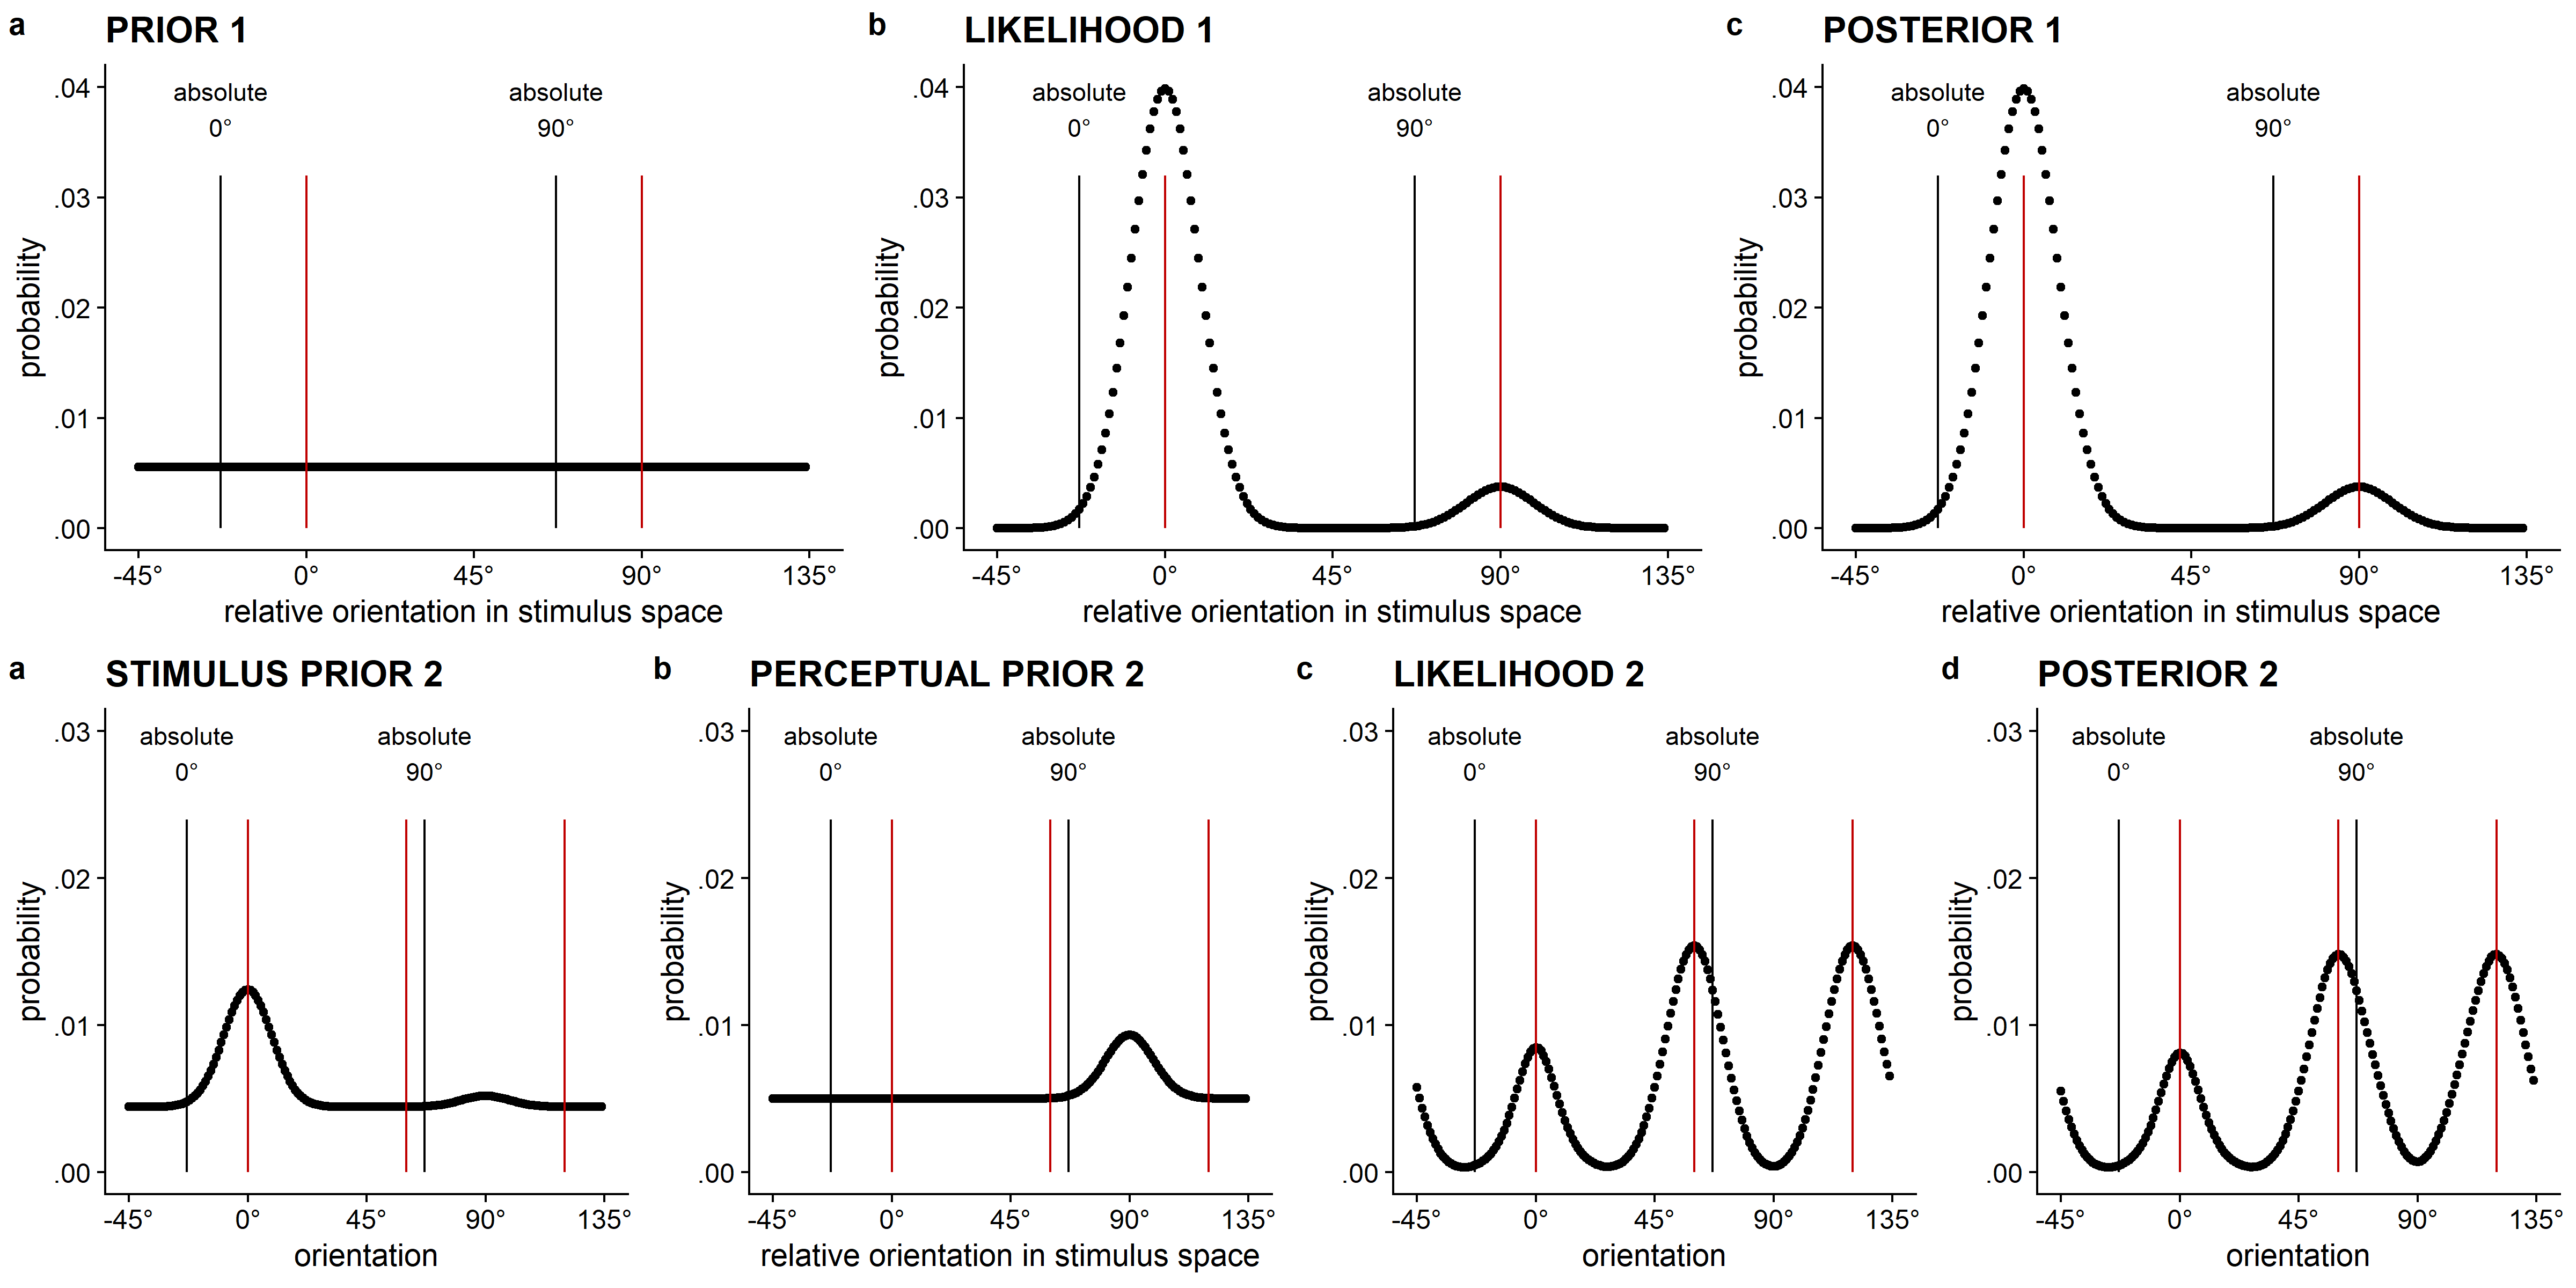 a PRIOR 1
absolute absolute
0° 90°
.04
.03
.02
.01
.00
probability
-45° 0° 45° 90° 135°
relative orientation in stimulus space
b LIKELIHOOD 1
absolute absolute
0° 90°
.04
.03
.02
.01
.00
probability
-45° 0° 45° 90° 135°
relative orientation in stimulus space
c POSTERIOR 1
absolute absolute
0° 90°
.04
.03
.02
.01
.00
probability
-45° 0° 45° 90° 135°
relative orientation in stimulus space
a STIMULUS PRIOR 2
absolute absolute
0° 90°
.03
.02
.01
.00
probability
-45° 0° 45° 90° 135°
orientation
b PERCEPTUAL PRIOR 2
absolute absolute
0° 90°
.03
.02
.01
.00
probability
-45° 0° 45° 90° 135°
relative orientation in stimulus space
c LIKELIHOOD 2
absolute absolute
0° 90°
.03
.02
.01
.00
probability
-45° 0° 45° 90° 135°
orientation
d POSTERIOR 2
absolute absolute
0° 90°
.03
.02
.01
.00
probability
-45° 0° 45° 90° 135°
orientation